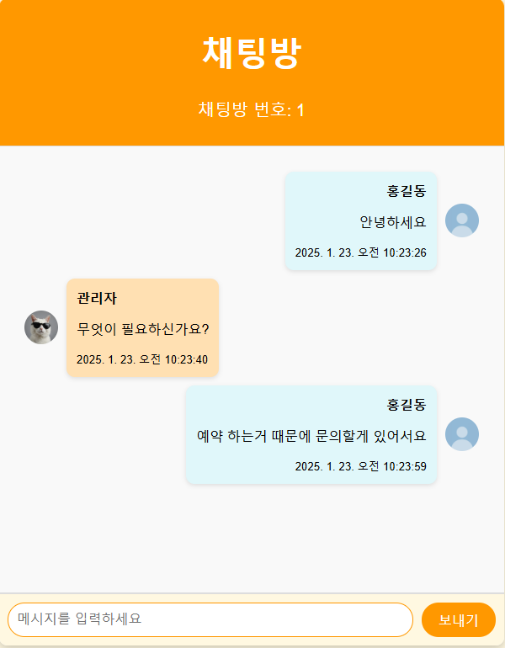 채팅방
채팅방 번호: 1
홍길동
안녕하세요
2025. 1. 23. 오전 10:23:26
관리자
무엇이 필요하신가요?
2025. 1. 23. 오전 10:23:40
홍길동
예약 하는거 때문에 문의할게 있어서요
2025. 1. 23. 오전 10:23:59
메시지를 입력하세요
보내기